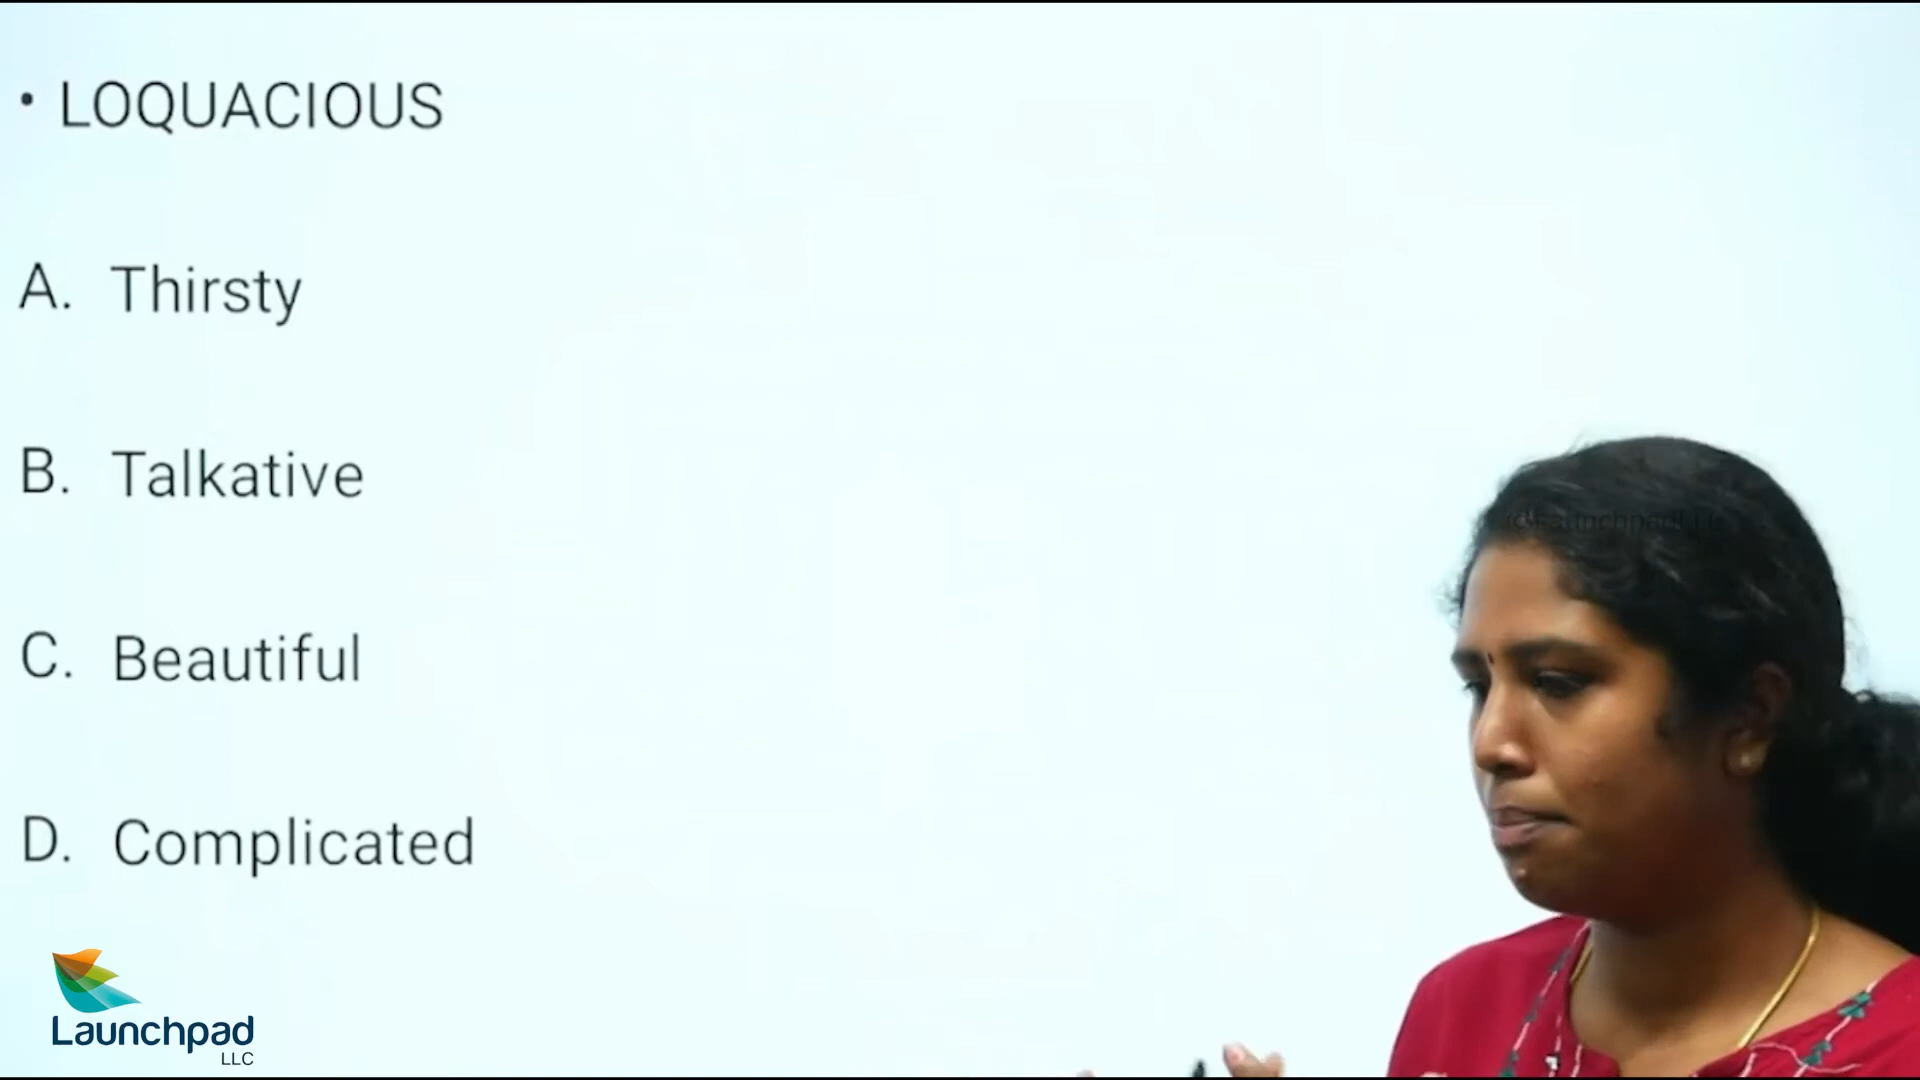 • LOQUACIOUS
A. Thirsty
B. Talkative
C. Beautiful
D. Complicated
Launchpad
LLC